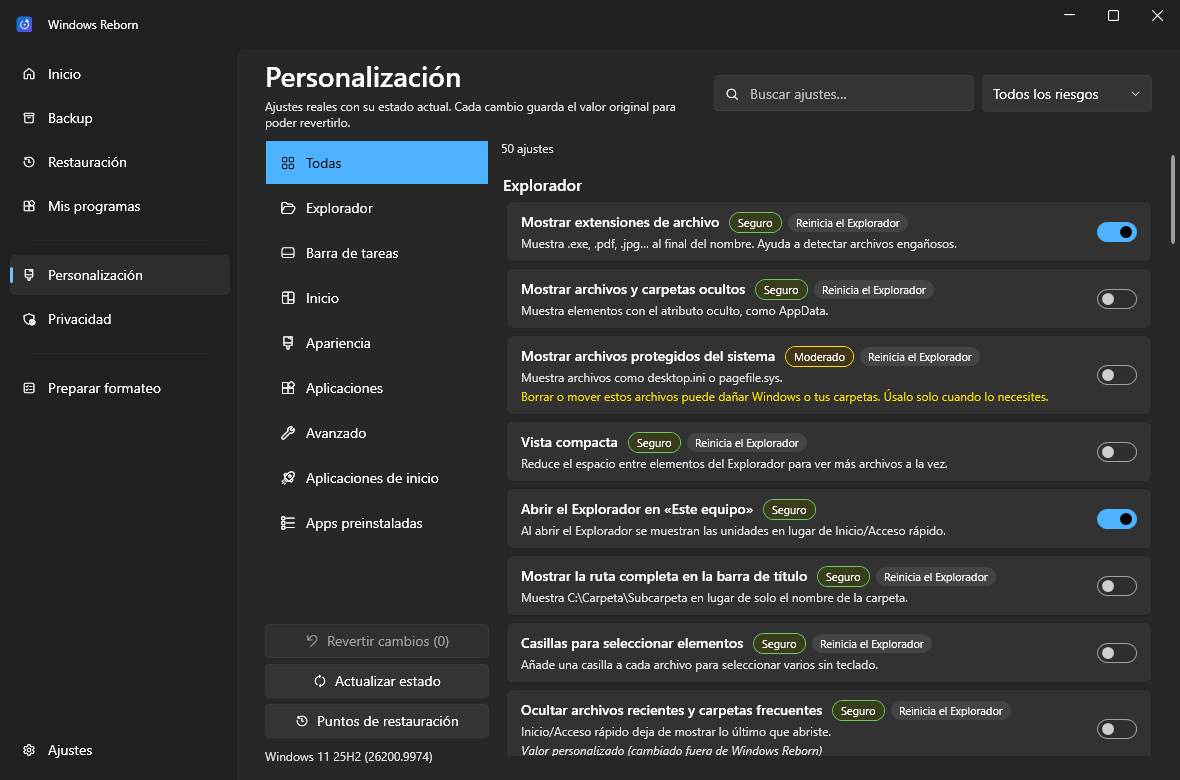 Windows Reborn
Inicio
Backup
Restauración
Mis programas
Personalización
Privacidad
Preparar formateo
Ajustes
Personalización
Ajustes reales con su estado actual. Cada cambio guarda el valor original para
poder revertirlo.
Buscar ajustes...
Todos los riesgos
Todas
Explorador
Barra de tareas
Inicio
Apariencia
Aplicaciones
Avanzado
Aplicaciones de inicio
Apps preinstaladas
Revertir cambios (0)
Actualizar estado
Puntos de restauración
Windows 11 25H2 (26200.9974)
50 ajustes
Explorador
Mostrar extensiones de archivo Seguro Reinicia el Explorador
Muestra .exe, .pdf, .jpg... al final del nombre. Ayuda a detectar archivos engañosos.
Mostrar archivos y carpetas ocultos Seguro Reinicia el Explorador
Muestra elementos con el atributo oculto, como AppData.
Mostrar archivos protegidos del sistema Moderado Reinicia el Explorador
Muestra archivos como desktop.ini o pagefile.sys.
Borrar o mover estos archivos puede dañar Windows o tus carpetas. Úsalo solo cuando lo necesites.
Vista compacta Seguro Reinicia el Explorador
Reduce el espacio entre elementos del Explorador para ver más archivos a la vez.
Abrir el Explorador en «Este equipo» Seguro
Al abrir el Explorador se muestran las unidades en lugar de Inicio/Acceso rápido.
Mostrar la ruta completa en la barra de título Seguro Reinicia el Explorador
Muestra C:\Carpeta\Subcarpeta en lugar de solo el nombre de la carpeta.
Casillas para seleccionar elementos Seguro Reinicia el Explorador
Añade una casilla a cada archivo para seleccionar varios sin teclado.
Ocultar archivos recientes y carpetas frecuentes Seguro Reinicia el Explorador
Inicio/Acceso rápido deja de mostrar lo último que abriste.
Valor personalizado (cambiado fuera de Windows Reborn)